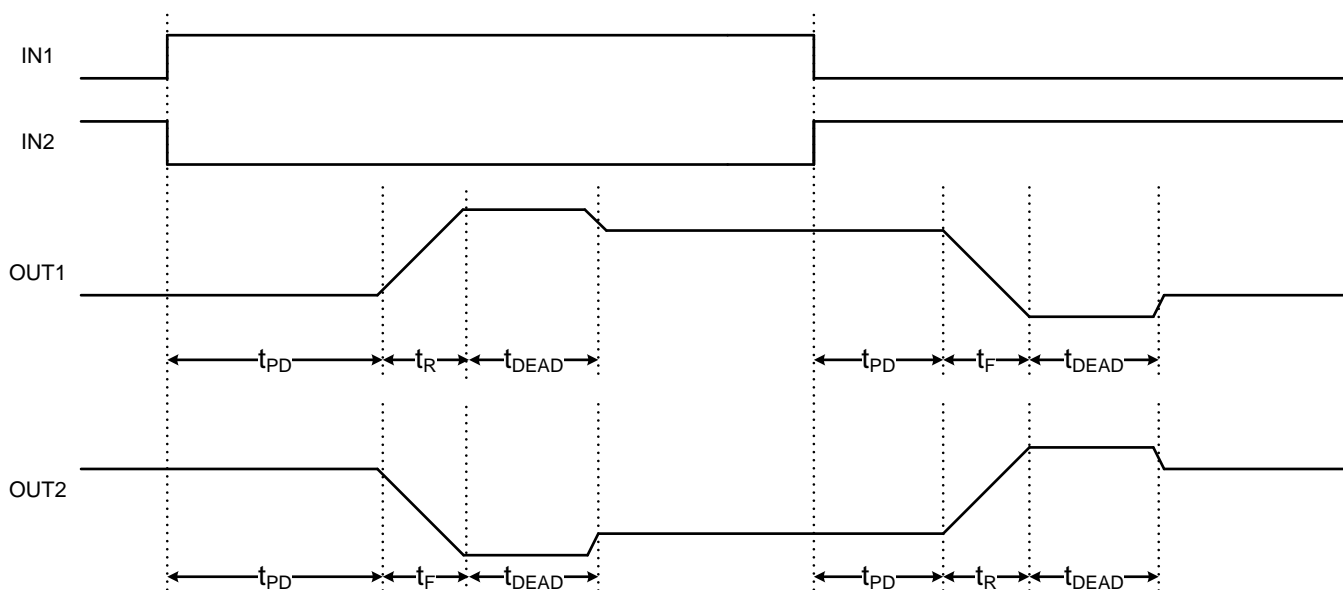 IN1
IN2
OUT1
tPD tR tDEAD tPD tF tDEAD
OUT2
tPD tF tDEAD tPD tR tDEAD